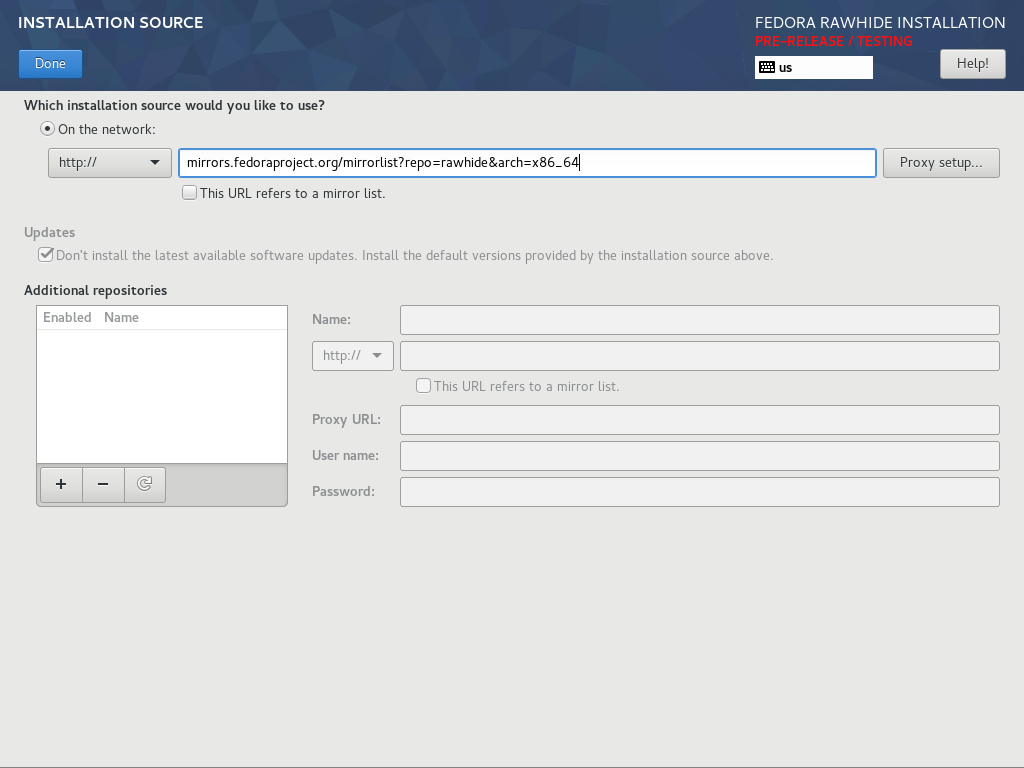 INSTALLATION SOURCE
FEDORA RAWHIDE INSTALLATION
PRE-RELEASE / TESTING
Done
us
Help!
Which installation source would you like to use?
On the network:
http://
mirrors.fedoraproject.org/mirrorlist?repo=rawhide&arch=x86_64
Proxy setup...
This URL refers to a mirror list.
Updates
Don't install the latest available software updates. Install the default versions provided by the installation source above.
Additional repositories
Enabled Name
Name:
http://
This URL refers to a mirror list.
Proxy URL:
User name:
Password: